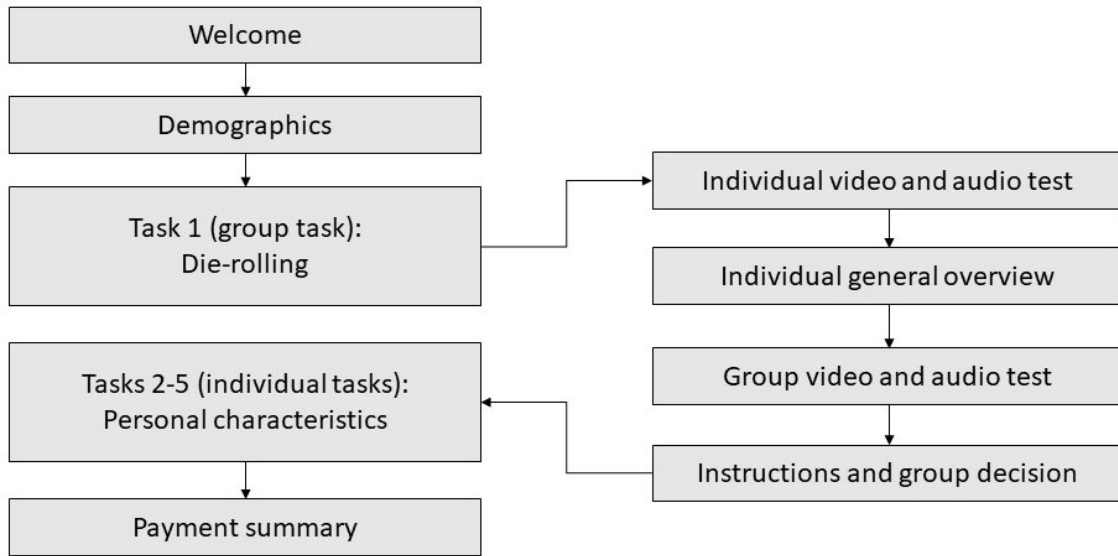 Welcome
Demographics
Task 1 (group task):
Die-rolling
Individual video and audio test
Individual general overview
Group video and audio test
Instructions and group decision
Tasks 2-5 (individual tasks):
Personal characteristics
Payment summary